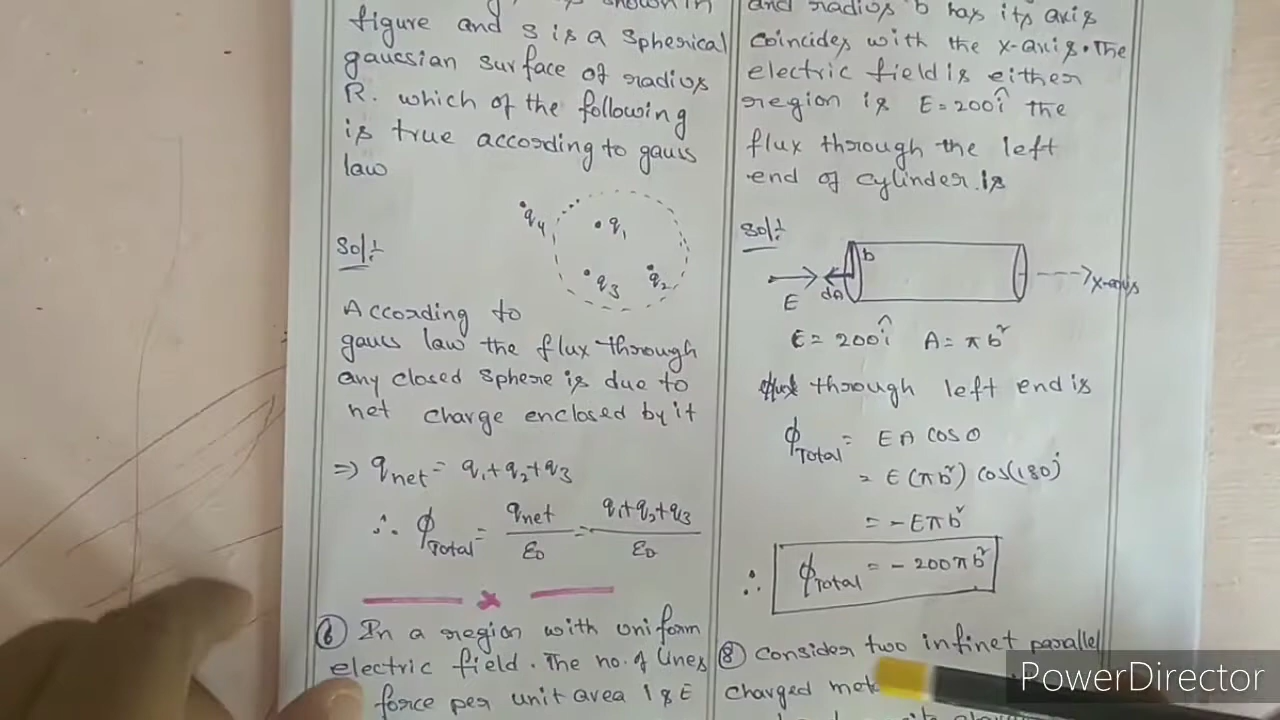 figure and S is a Spherical
gaussian surface of radius
R. which of the following
is true according to gauss
law
Sol:
q₄
q₁
q₃
q₂
According to
gauss law the flux through
any closed sphere is due to
net charge enclosed by it
=> qnet = q₁+q₂+q₃
∴ ϕTotal = qnet/ε0 = q₁+q₂+q₃/ε0
x
⑥ In a region with uniform
electric field. The no. of lines
force per unit area is E
and radius b has its axis
coincides with the x-axis. The
electric field is either
region is E = 200î the
flux through the left
end of cylinder is
Sol:
b
E
dA
x-axis
E = 200î A = πb²
flux through left end is
ϕTotal = EA cos θ
= E(πb²) cos(180°)
= -Eπb²
∴ ϕTotal = -200πb²
⑧ Consider two infinet parallel
charged
PowerDirector